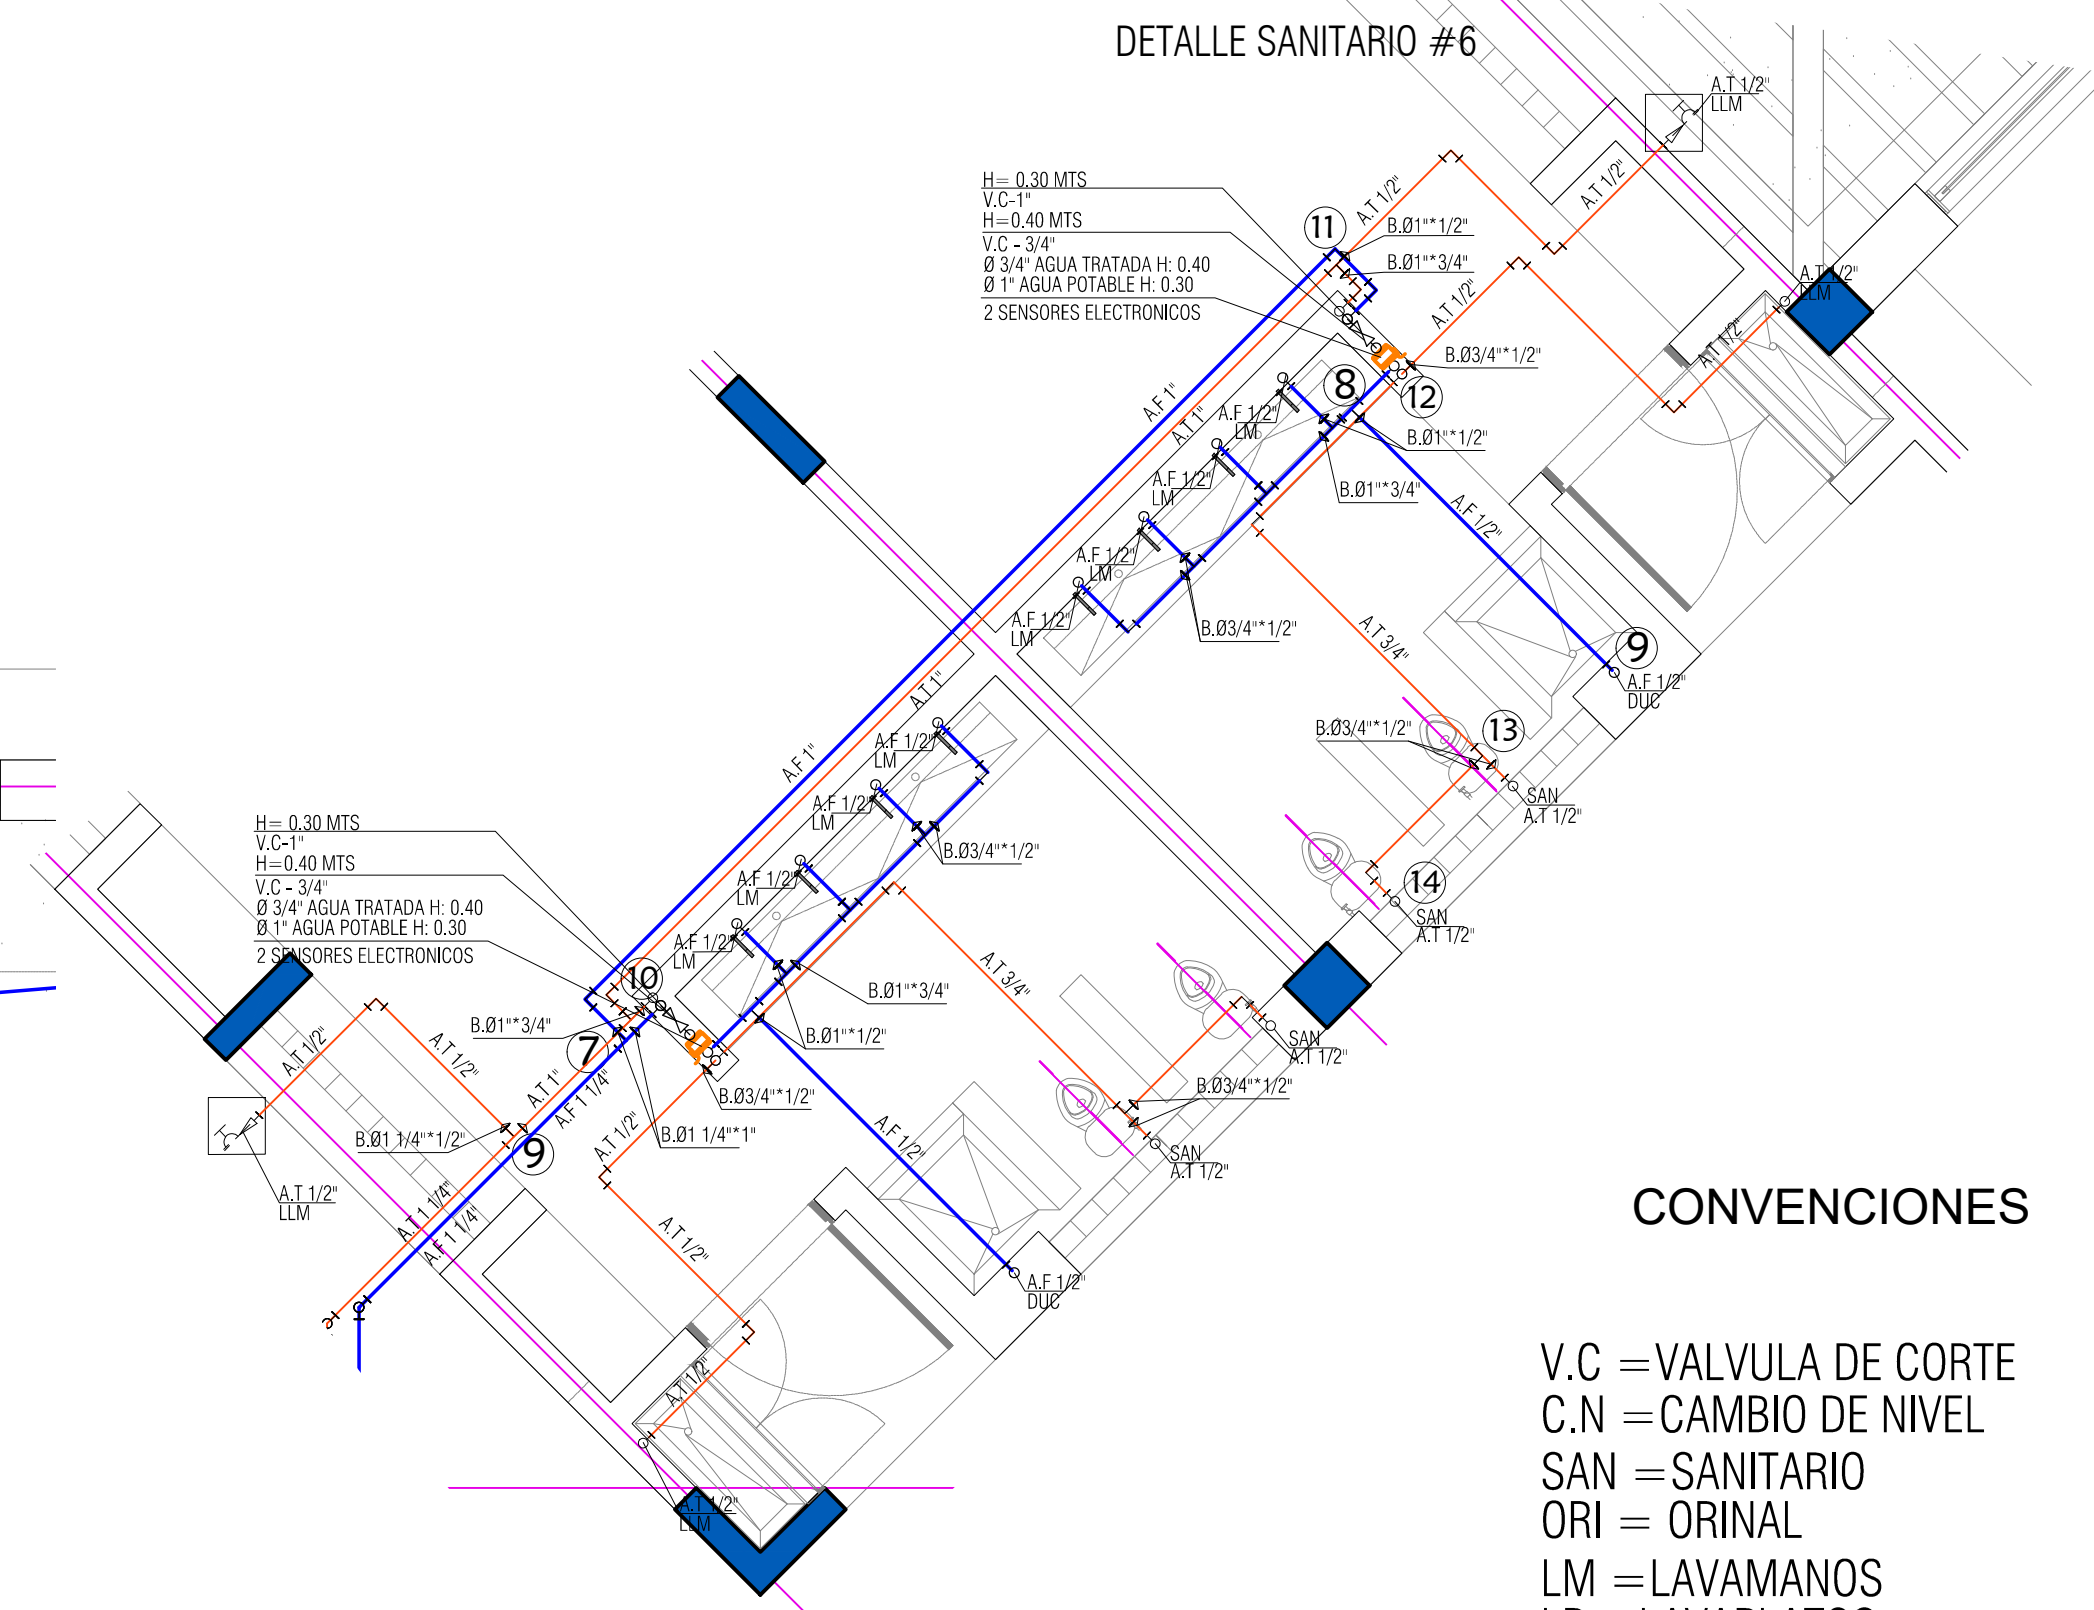 DETALLE SANITARIO #6
A.T 1/2"
LLM
H= 0.30 MTS
V.C-1"
H=0.40 MTS
V.C - 3/4"
Ø 3/4" AGUA TRATADA H: 0.40
Ø 1" AGUA POTABLE H: 0.30
2 SENSORES ELECTRONICOS
A.T 1/2"
A.T 1/2"
11
B.Ø1"*1/2"
B.Ø1"*3/4"
A.T 1/2"
LLM
A.T 1/2"
A.T 1/2"
B.Ø3/4"*1/2"
8
12
A.F 1"
A.T 1"
A.F 1/2"
LM
B.Ø1"*1/2"
A.F 1/2"
LM
B.Ø1"*3/4"
A.F 1/2"
A.F 1/2"
LM
A.F 1/2"
LM
B.Ø3/4"*1/2"
A.T 3/4"
9
A.F 1/2"
DUC
A.T 1"
A.F 1"
B.Ø3/4"*1/2"
13
A.F 1/2"
LM
SAN
A.T 1/2"
A.F 1/2"
LM
B.Ø3/4"*1/2"
14
SAN
A.T 1/2"
A.F 1/2"
LM
A.F 1/2"
LM
H= 0.30 MTS
V.C-1"
H=0.40 MTS
V.C - 3/4"
Ø 3/4" AGUA TRATADA H: 0.40
Ø 1" AGUA POTABLE H: 0.30
2 SENSORES ELECTRONICOS
10
A.T 3/4"
B.Ø1"*3/4"
B.Ø1"*3/4"
B.Ø1"*1/2"
7
SAN
A.T 1/2"
A.T 1/2"
A.T 1/2"
A.T 1"
A.F 1 1/4"
B.Ø3/4"*1/2"
B.Ø3/4"*1/2"
B.Ø1 1/4"*1/2"
9
B.Ø1 1/4"*1"
A.T 1/2"
A.F 1/2"
SAN
A.T 1/2"
A.T 1/2"
LLM
A.T 1 1/4"
A.F 1 1/4"
A.T 1/2"
A.F 1/2"
DUC
A.T 1/2"
A.T 1/2"
LLM
CONVENCIONES
V.C =VALVULA DE CORTE
C.N =CAMBIO DE NIVEL
SAN =SANITARIO
ORI = ORINAL
LM =LAVAMANOS